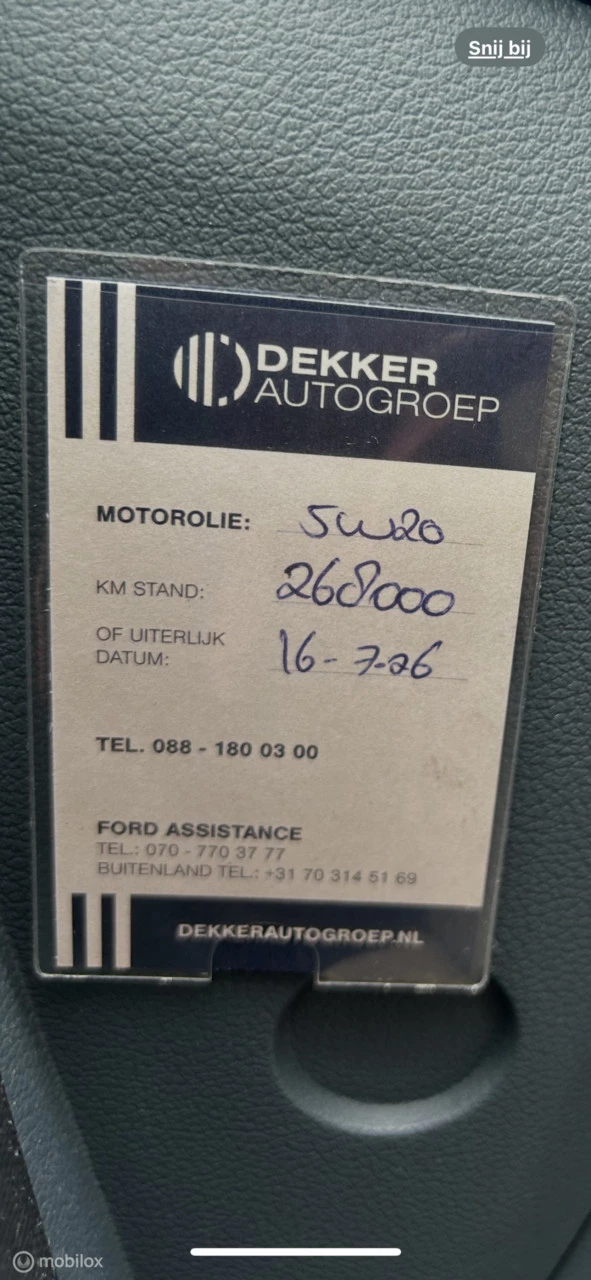 Snij bij
DEKKER
AUTOGROEP
MOTOROLIE: 5W20
KM STAND: 268000
OF UITERLIJK
DATUM: 16-7-26
TEL. 088 - 180 03 00
FORD ASSISTANCE
TEL.: 070 - 770 37 77
BUITENLAND TEL.: +31 70 314 51 69
DEKKERAUTOGROEP.NL
mobilox